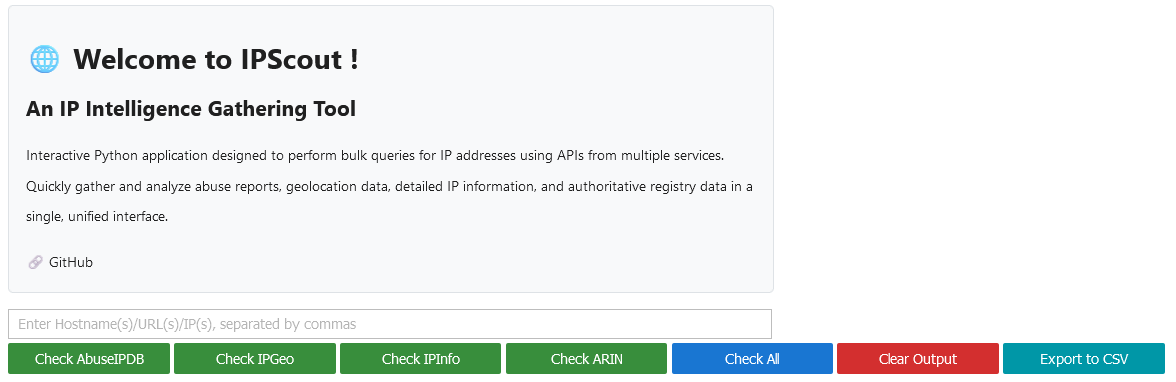 Welcome to IPScout !
An IP Intelligence Gathering Tool
Interactive Python application designed to perform bulk queries for IP addresses using APIs from multiple services.
Quickly gather and analyze abuse reports, geolocation data, detailed IP information, and authoritative registry data in a
single, unified interface.
GitHub
Enter Hostname(s)/URL(s)/IP(s), separated by commas
Check AbuseIPDB Check IPGeo Check IPInfo Check ARIN Check All Clear Output Export to CSV